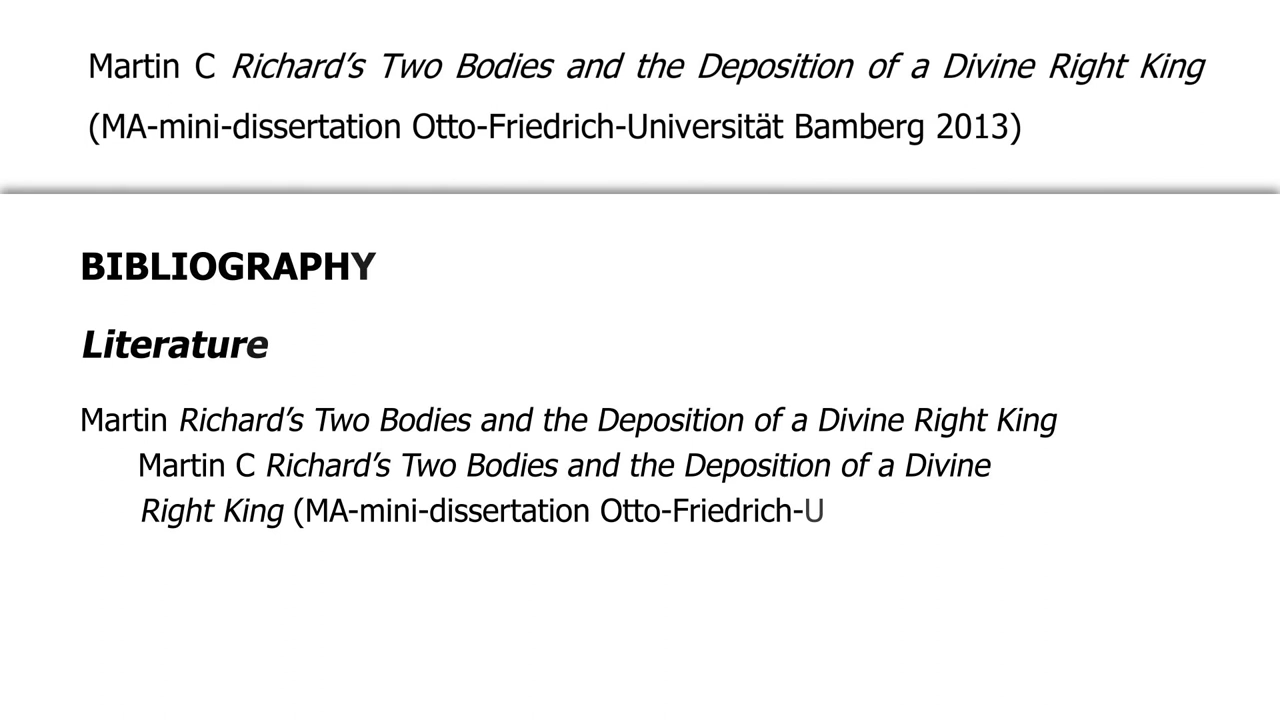 Martin C Richard’s Two Bodies and the Deposition of a Divine Right King
(MA-mini-dissertation Otto-Friedrich-Universität Bamberg 2013)
BIBLIOGRAPHY
Literature
Martin Richard’s Two Bodies and the Deposition of a Divine Right King
Martin C Richard’s Two Bodies and the Deposition of a Divine
Right King (MA-mini-dissertation Otto-Friedrich-U